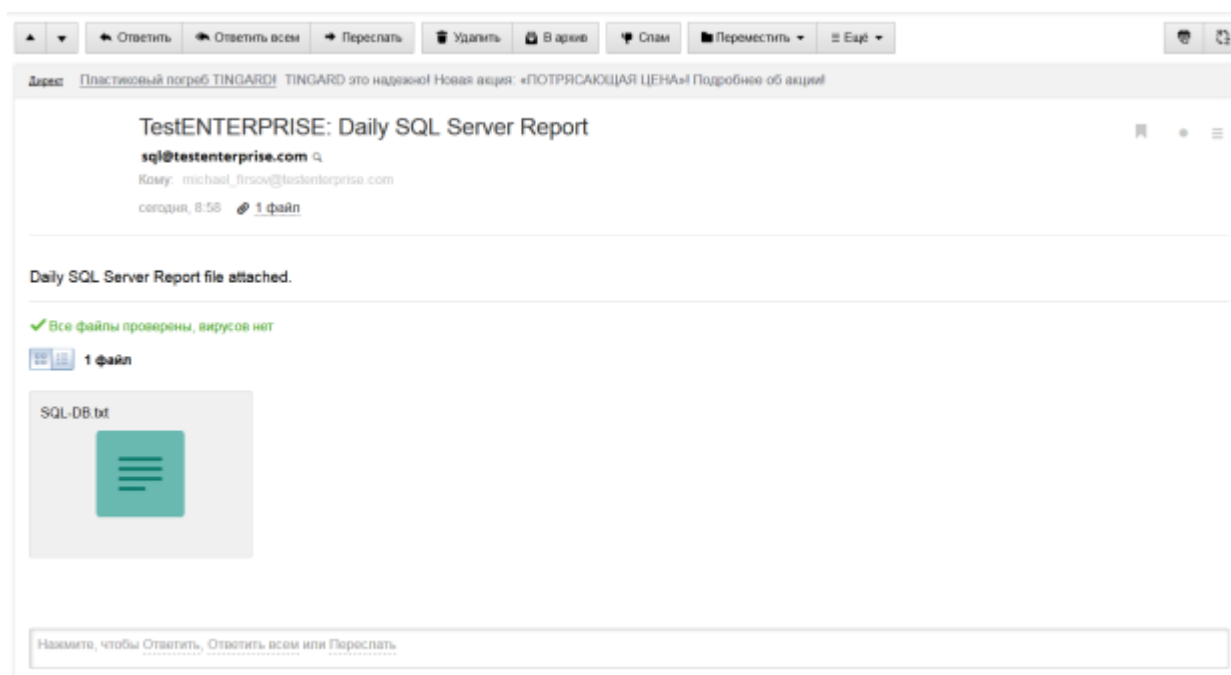 Ответить Ответить всем Переслать Удалить В архив Спам Переместить Ещё
Директ Пластиковый погреб TINGARD! TINGARD это надежно! Новая акция: «ПОТРЯСАЮЩАЯ ЦЕНА»! Подробнее об акции!
TestENTERPRISE: Daily SQL Server Report
sql@testenterprise.com
Кому: michael_firsov@testenterprise.com
сегодня, 8:58 1 файл
Daily SQL Server Report file attached.
Все файлы проверены, вирусов нет
1 файл
SQL-DB.txt
Нажмите, чтобы Ответить, Ответить всем или Переслать